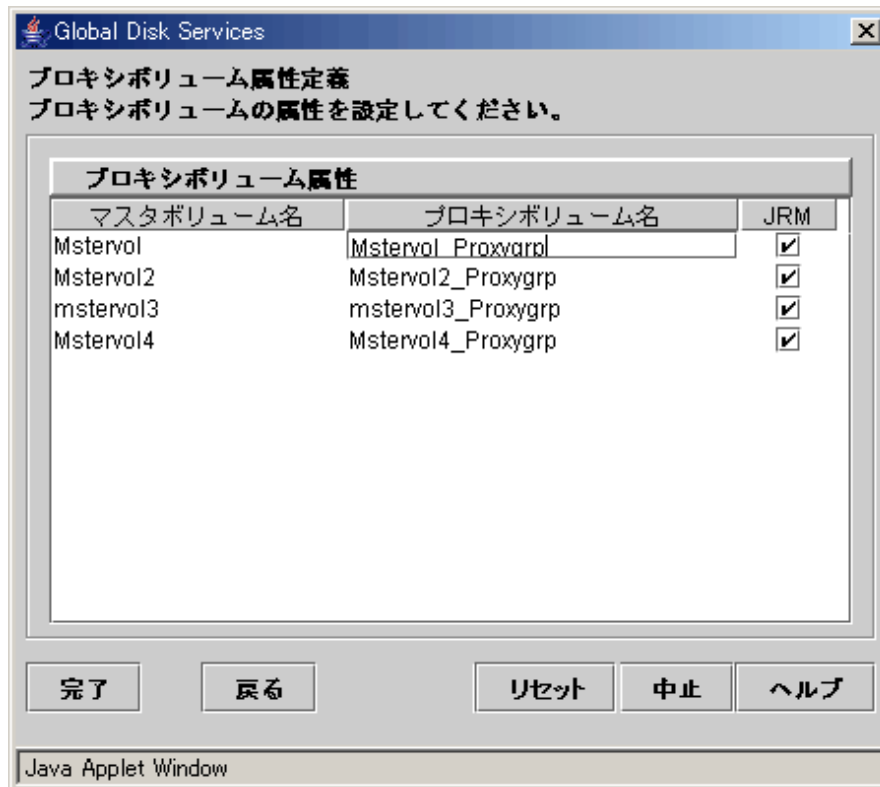 Global Disk Services
プロキシボリューム属性定義
プロキシボリュームの属性を設定してください。
プロキシボリューム属性
マスタボリューム名 プロキシボリューム名 JRM
Mstervol Mstervol_Proxygrp
Mstervol2 Mstervol2_Proxygrp
mstervol3 mstervol3_Proxygrp
Mstervol4 Mstervol4_Proxygrp
完了 戻る リセット 中止 ヘルプ
Java Applet Window